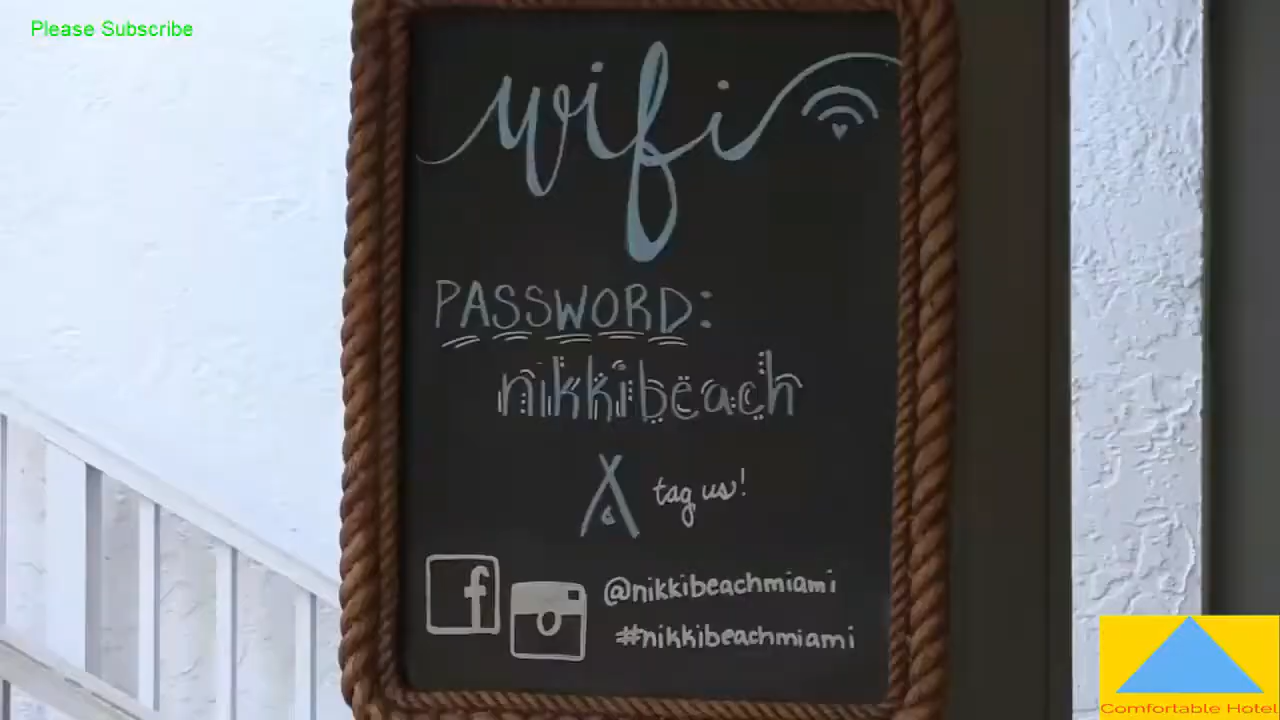 Please Subscribe
wifi
PASSWORD:
nikkibeach
tag us!
@nikkibeachmiami
#nikkibeachmiami
Comfortable Hotel